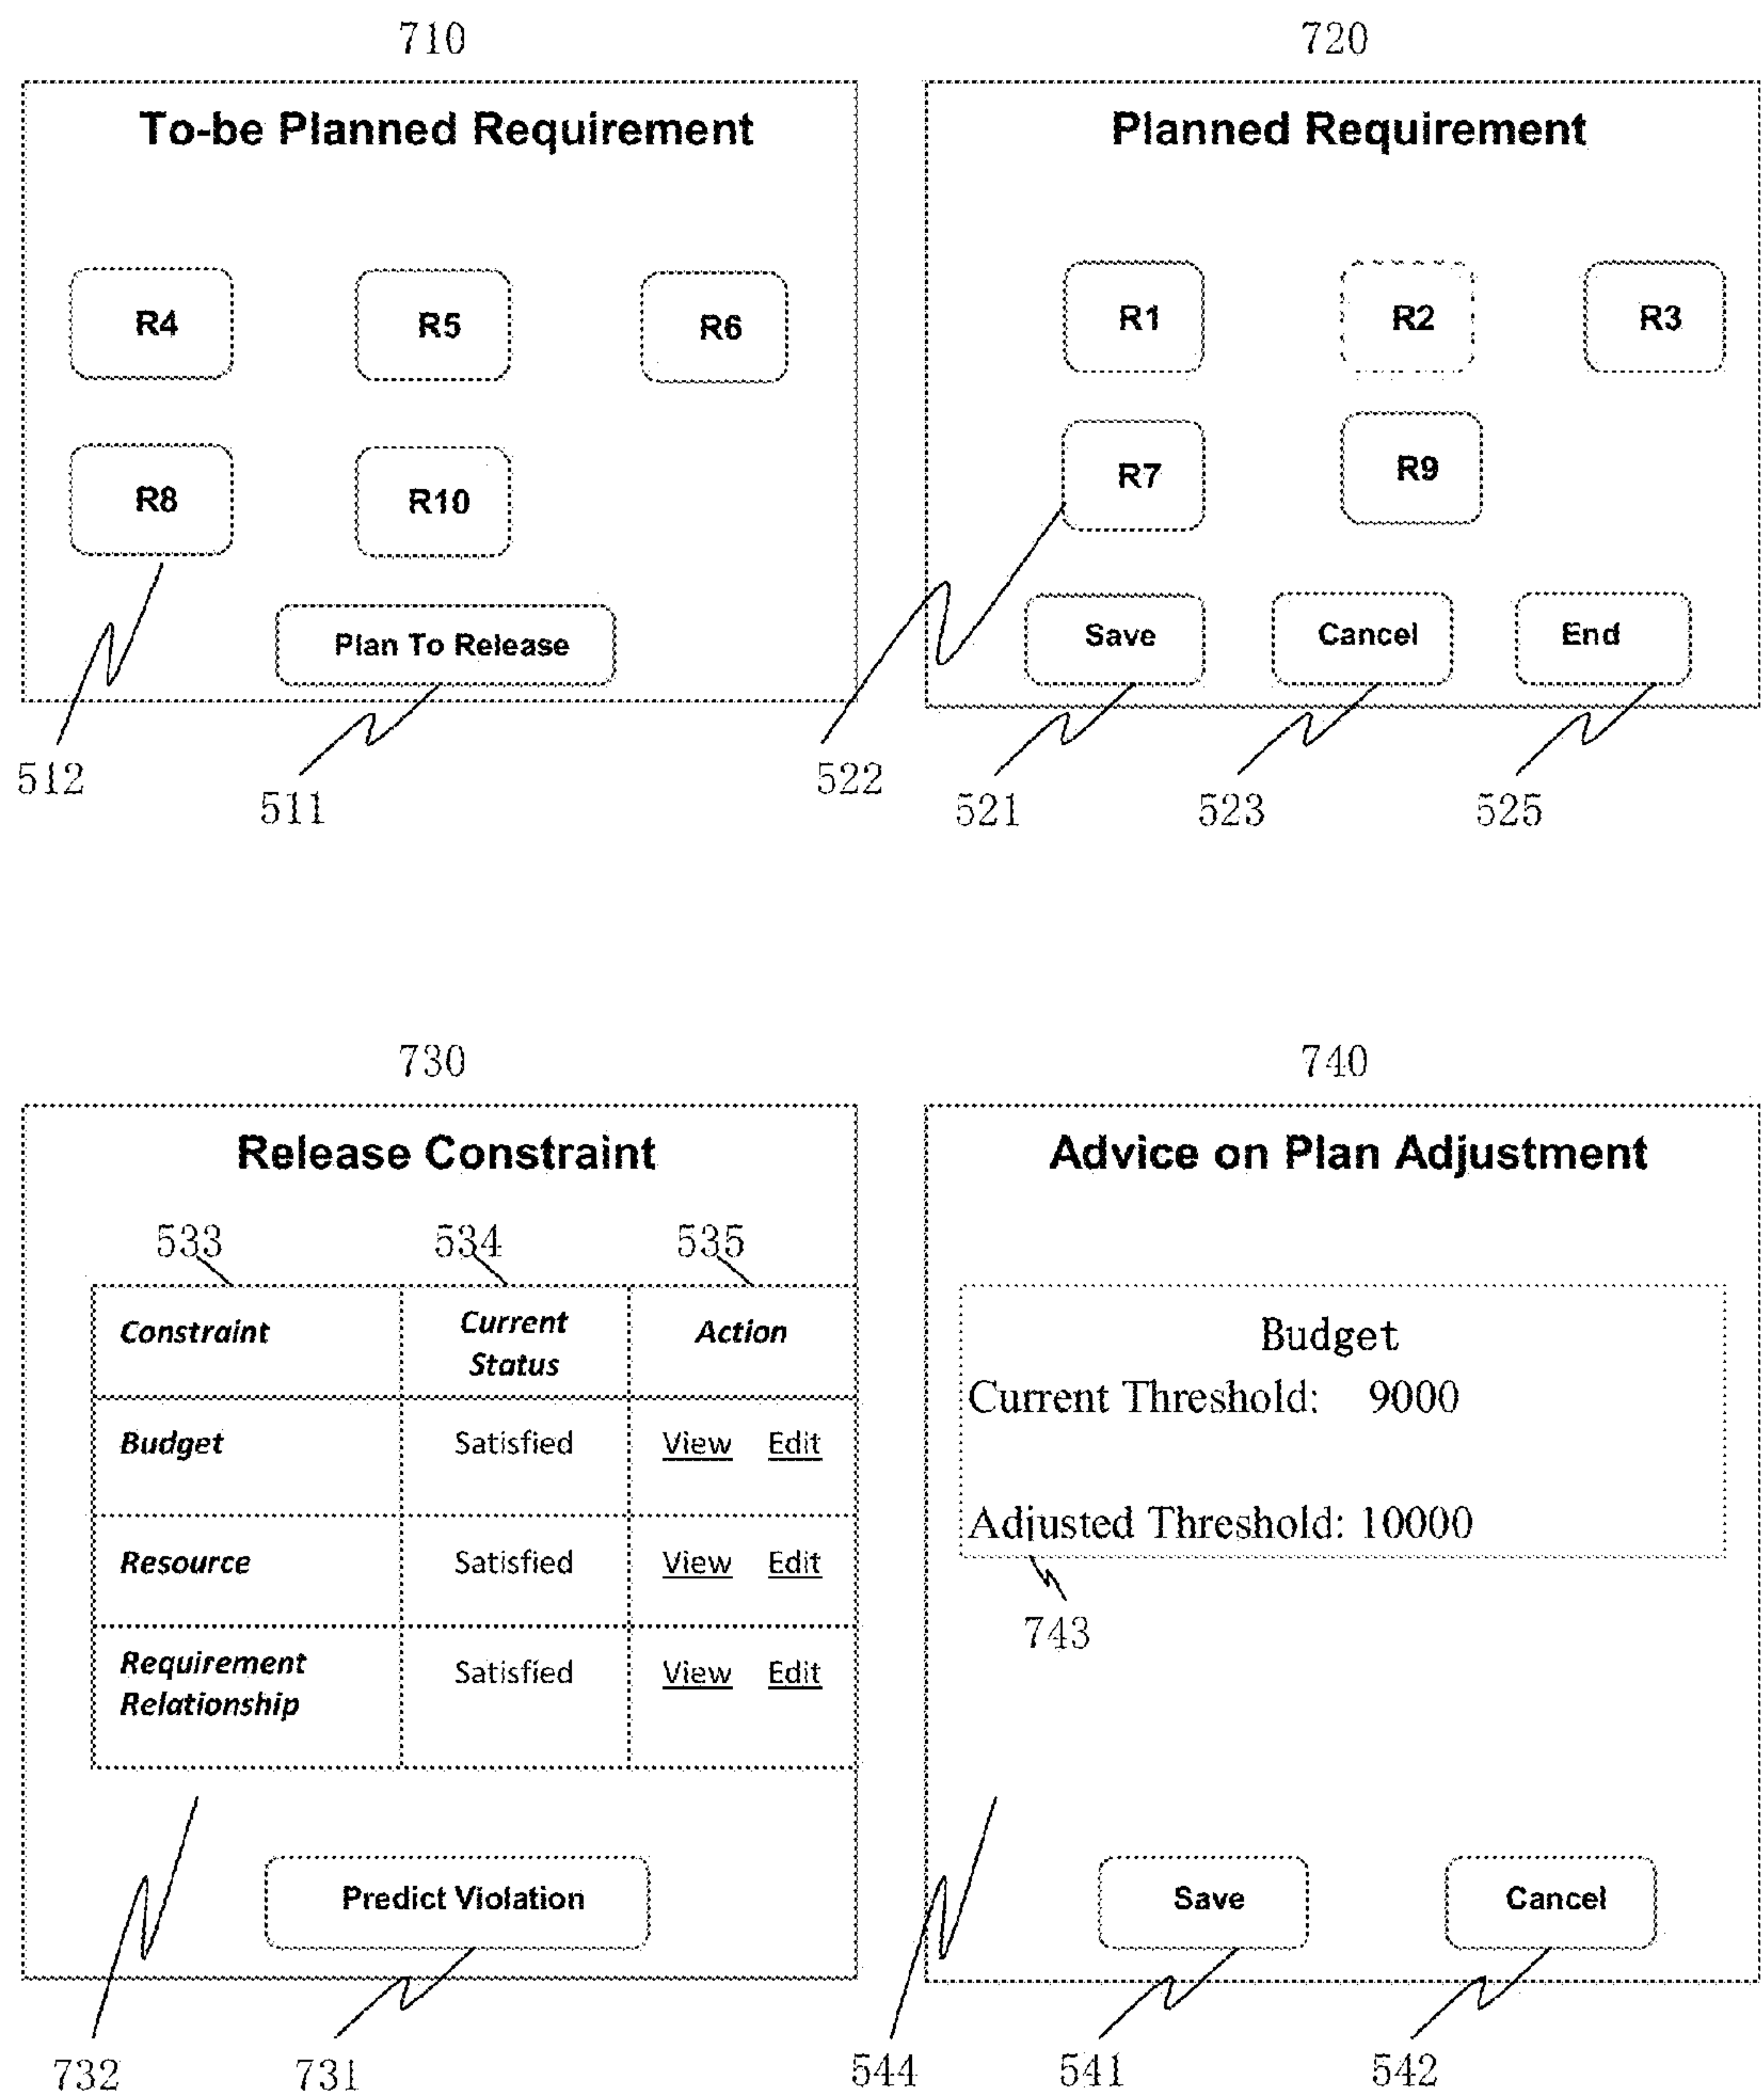 710
To-be Planned Requirement
R4 R5 R6
R8 R10
Plan To Release
512
511
720
Planned Requirement
R1 R2 R3
R7 R9
Save Cancel End
522
521 523 525
730
Release Constraint
533 534 535
Constraint Current Action
Status
Budget Satisfied View Edit
Resource Satisfied View Edit
Requirement Satisfied View Edit
Relationship
Predict Violation
732 731
740
Advice on Plan Adjustment
Budget
Current Threshold: 9000
Adjusted Threshold: 10000
743
Save Cancel
544 541 542